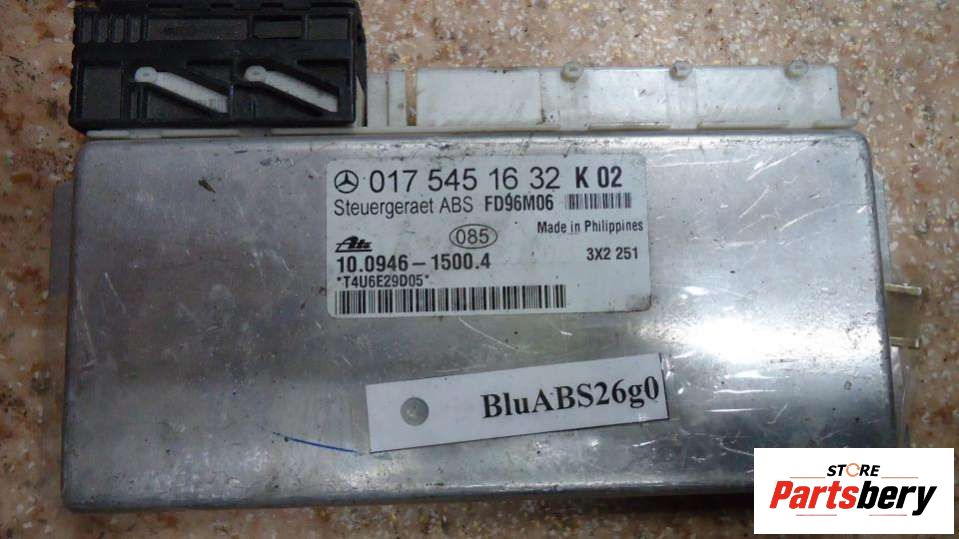 017 545 16 32 K 02
Steuergeraet ABS FD96M06
Made in Philippines
Ate 085
10.0946-1500.4 3X2 251
*T4U6E29D05*
BluABS26g0
STORE
Partsbery